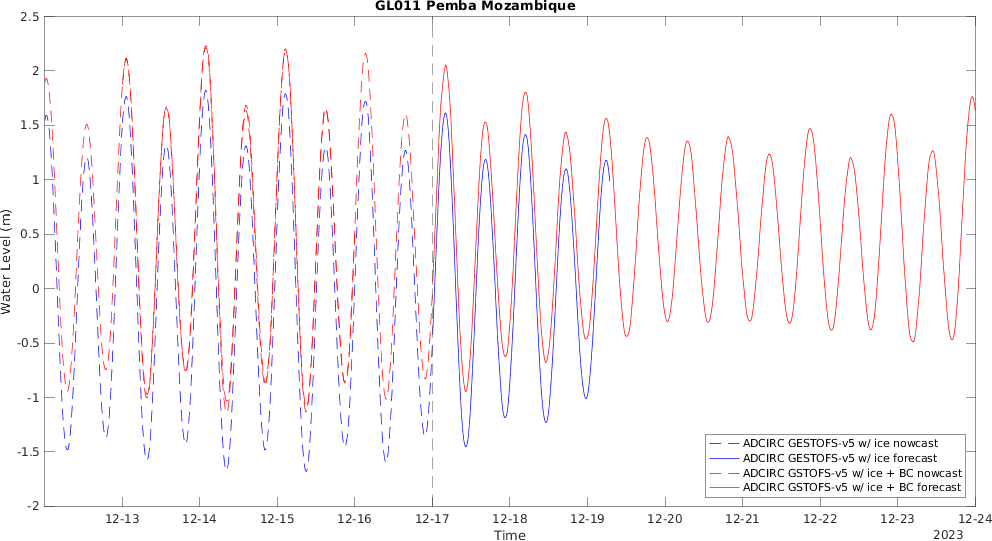 GL011 Pemba Mozambique
2.5
2
1.5
1
0.5
0
-0.5
-1
-1.5
-2
Water Level (m)
ADCIRC GESTOFS-v5 w/ ice nowcast
ADCIRC GESTOFS-v5 w/ ice forecast
ADCIRC GSTOFS-v5 w/ ice + BC nowcast
ADCIRC GSTOFS-v5 w/ ice + BC forecast
12-13 12-14 12-15 12-16 12-17 12-18 12-19 12-20 12-21 12-22 12-23 12-24
Time
2023